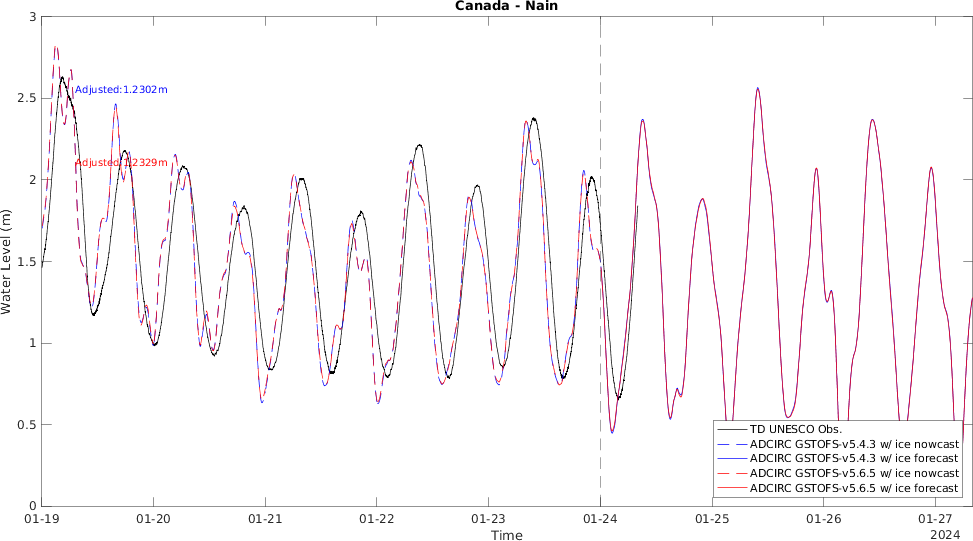 Canada - Nain
3
2.5
2
1.5
1
0.5
0
Water Level (m)
Adjusted:1.2302m
Adjusted:1.2329m
TD UNESCO Obs.
ADCIRC GSTOFS-v5.4.3 w/ ice nowcast
ADCIRC GSTOFS-v5.4.3 w/ ice forecast
ADCIRC GSTOFS-v5.6.5 w/ ice nowcast
ADCIRC GSTOFS-v5.6.5 w/ ice forecast
01-19 01-20 01-21 01-22 01-23 01-24 01-25 01-26 01-27
Time
2024